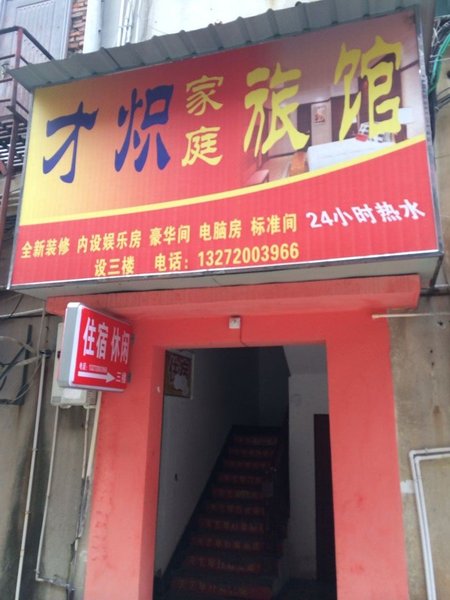 才炽家庭旅馆
全新装修 内设娱乐房 豪华间 电脑房 标准间 24小时热水
设三楼 电话：13272003966
住宿 休闲
三楼